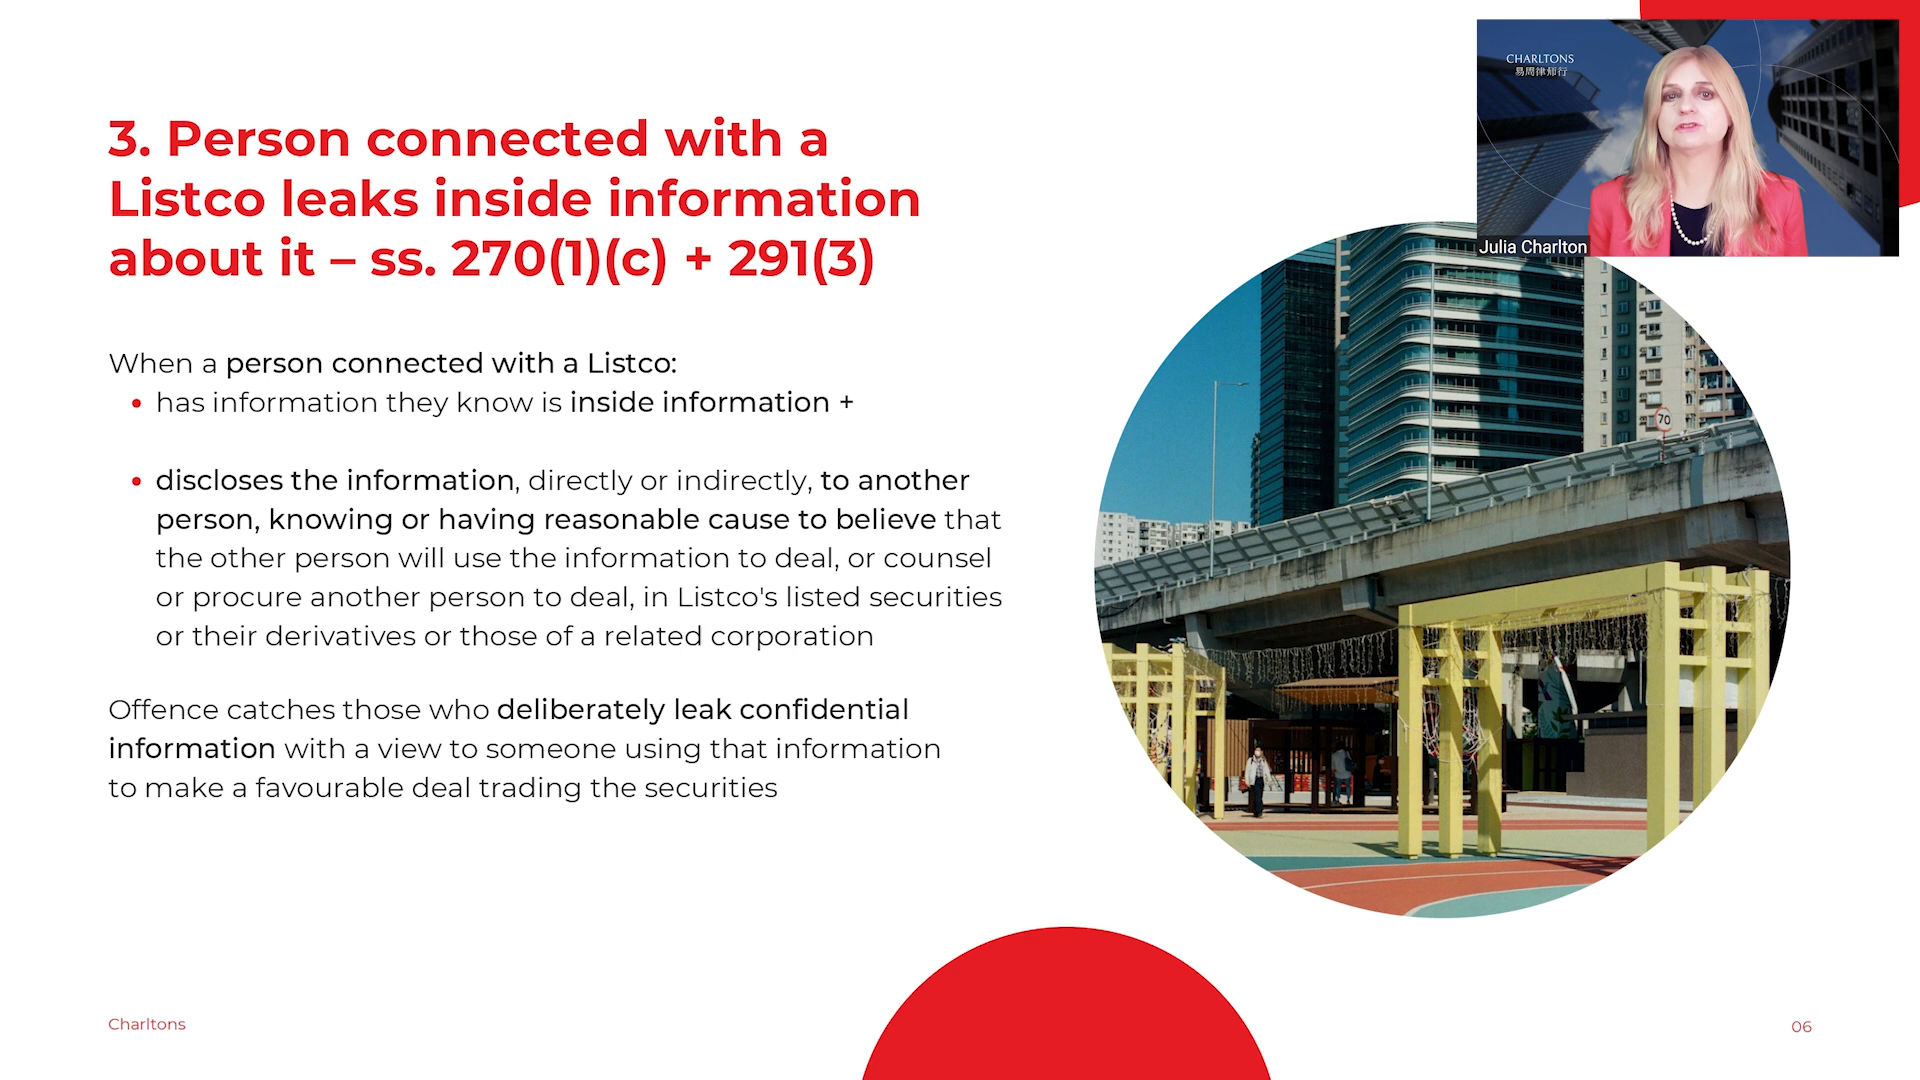 3. Person connected with a
Listco leaks inside information
about it – ss. 270(1)(c) + 291(3)
When a person connected with a Listco:
• has information they know is inside information +
• discloses the information, directly or indirectly, to another
person, knowing or having reasonable cause to believe that
the other person will use the information to deal, or counsel
or procure another person to deal, in Listco's listed securities
or their derivatives or those of a related corporation
Offence catches those who deliberately leak confidential
information with a view to someone using that information
to make a favourable deal trading the securities
CHARLTONS
易周律师行
Julia Charlton
70
Charltons
06